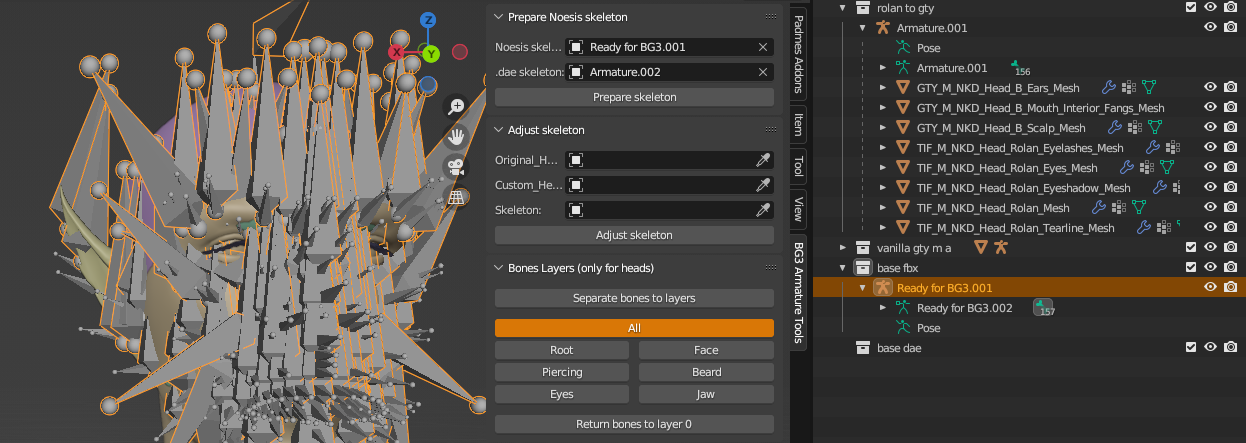 Z
X
Y
Prepare Noesis skeleton
Noesis skel...
Ready for BG3.001
.dae skeleton:
Armature.002
Prepare skeleton
Adjust skeleton
Original_H...
Custom_He...
Skeleton:
Adjust skeleton
Bones Layers (only for heads)
Separate bones to layers
All
Root
Face
Piercing
Beard
Eyes
Jaw
Return bones to layer 0
Padmes Addons
Item
Tool
View
BG3 Armature Tools
rolan to gty
Armature.001
Pose
Armature.001
156
GTY_M_NKD_Head_B_Ears_Mesh
GTY_M_NKD_Head_B_Mouth_Interior_Fangs_Mesh
GTY_M_NKD_Head_B_Scalp_Mesh
TIF_M_NKD_Head_Rolan_Eyelashes_Mesh
TIF_M_NKD_Head_Rolan_Eyes_Mesh
TIF_M_NKD_Head_Rolan_Eyeshadow_Mesh
TIF_M_NKD_Head_Rolan_Mesh
TIF_M_NKD_Head_Rolan_Tearline_Mesh
vanilla gty m a
base fbx
Ready for BG3.001
Ready for BG3.002
157
Pose
base dae